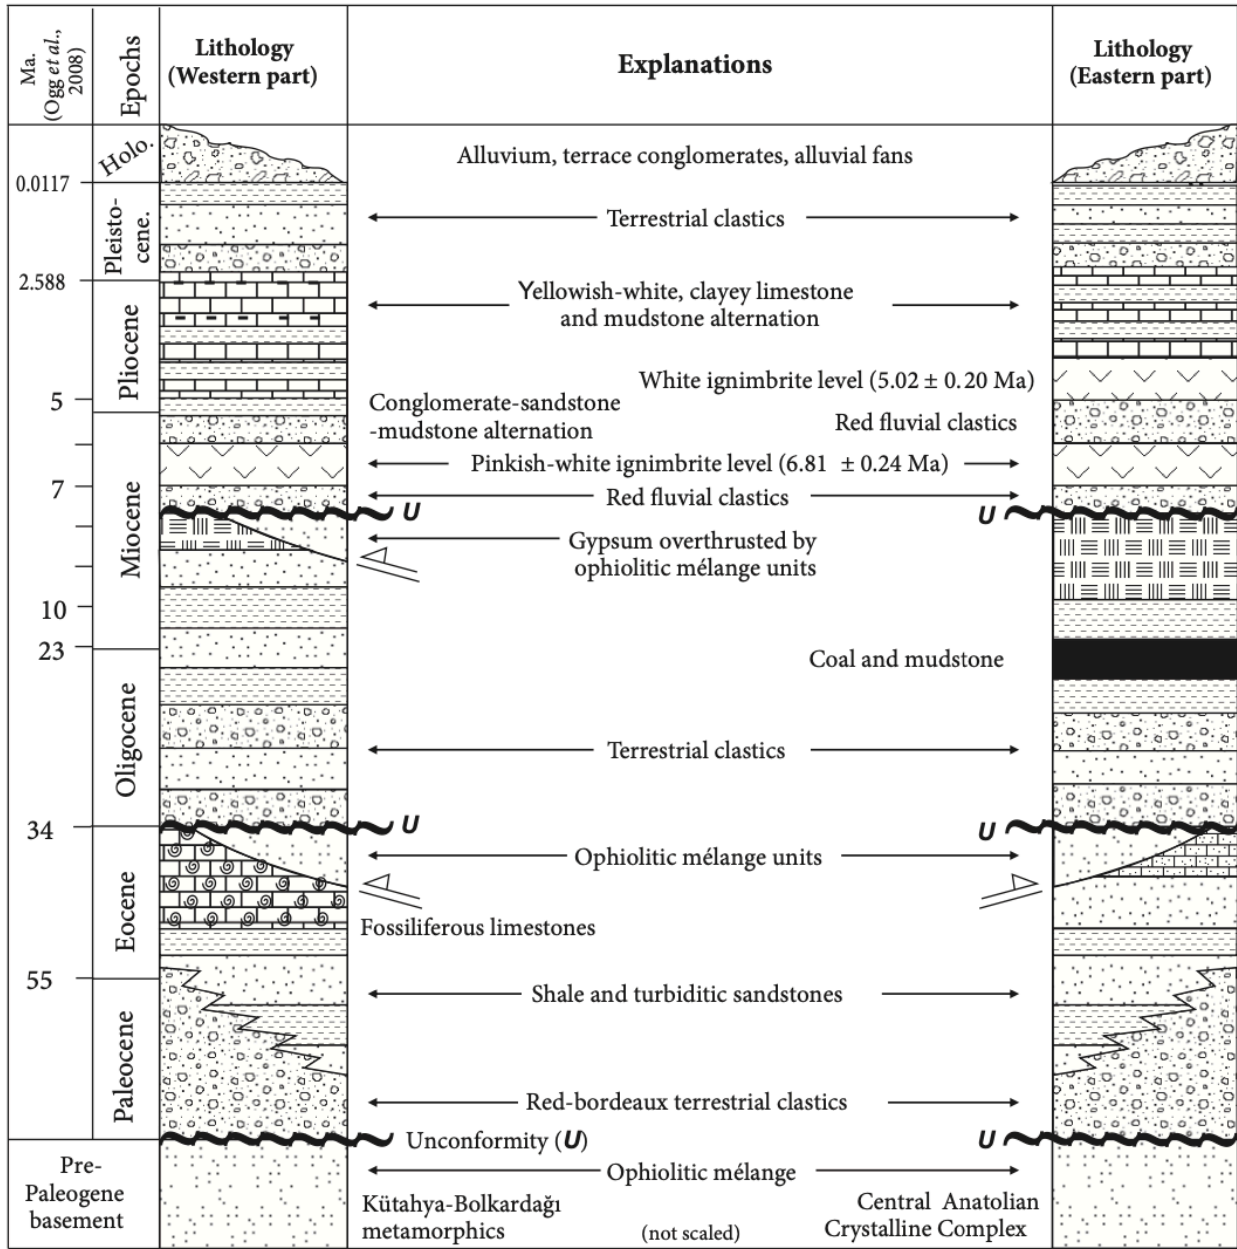 Ma.
(Ogg et al.,
2008)
Epochs
Lithology
(Western part)
Explanations
Lithology
(Eastern part)
Holo.
Alluvium, terrace conglomerates, alluvial fans
0.0117
Pleisto-
cene.
Terrestrial clastics
2.588
Pliocene
Yellowish-white, clayey limestone
and mudstone alternation
White ignimbrite level (5.02 ± 0.20 Ma)
5
Conglomerate-sandstone
-mudstone alternation
Red fluvial clastics
Miocene
Pinkish-white ignimbrite level (6.81 ± 0.24 Ma)
7
Red fluvial clastics
U
U
Gypsum overthrusted by
ophiolitic mélange units
10
23
Coal and mudstone
Oligocene
Terrestrial clastics
34
U
U
Eocene
Ophiolitic mélange units
Fossiliferous limestones
55
Shale and turbiditic sandstones
Paleocene
Red-bordeaux terrestrial clastics
Unconformity (U)
U
Pre-
Paleogene
basement
Ophiolitic mélange
Kütahya-Bolkardağı
metamorphics
(not scaled)
Central Anatolian
Crystalline Complex